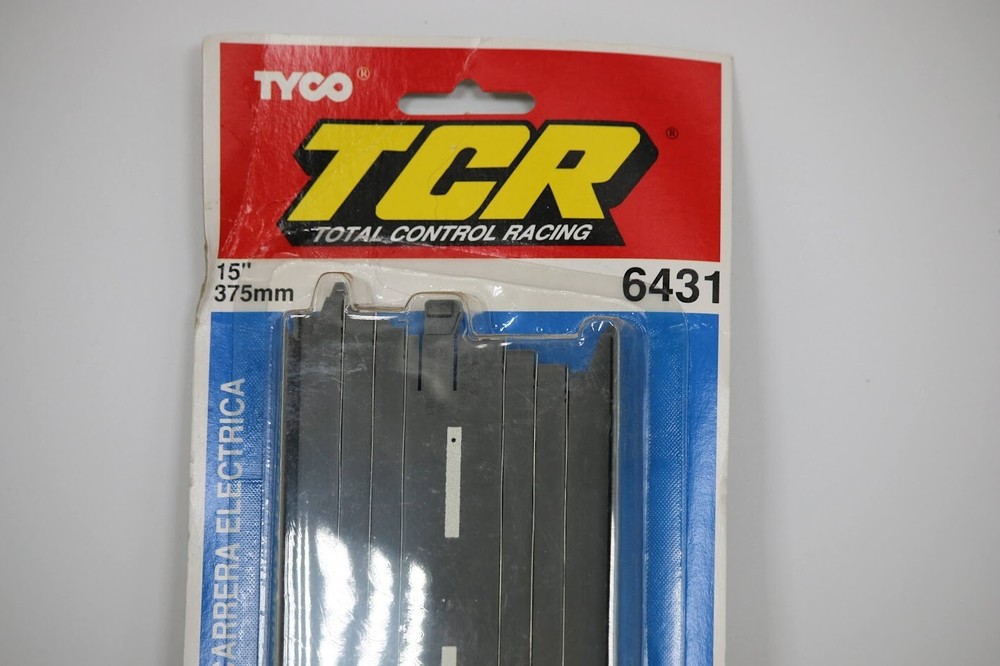 TYCO®
TCR®
TOTAL CONTROL RACING
15"
375mm
6431
CARRERA ELECTRICA